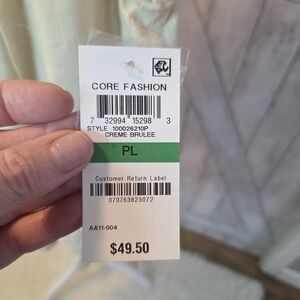 CORE FASHION
7 32994 15298 3
STYLE 100026210P
CREME BRULEE
PL
Customer Return Label
070763823072
AA11-004
$49.50